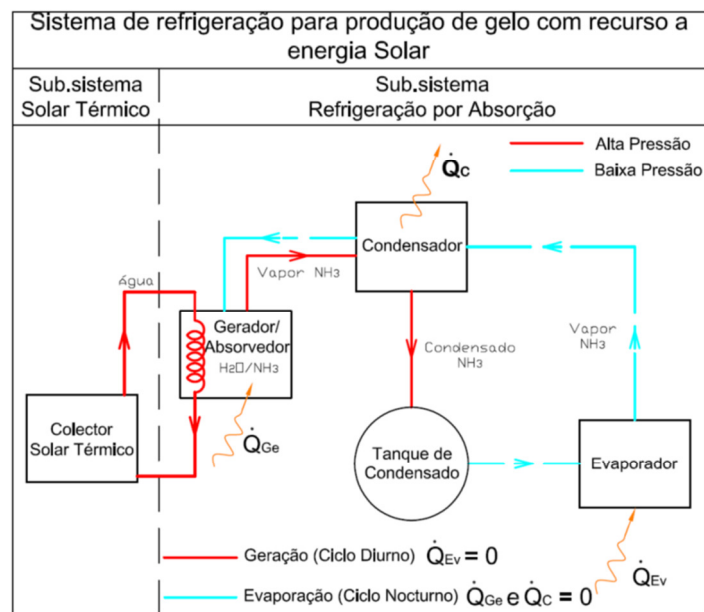 Sistema de refrigeração para produção de gelo com recurso a
energia Solar
Sub.sistema
Solar Térmico
Sub.sistema
Refrigeração por Absorção
Alta Pressão
Baixa Pressão
Q̇C
Condensador
Vapor NH3
Água
Gerador/
Absorvedor
H2O/NH3
Q̇Ge
Condensado
NH3
Vapor
NH3
Colector
Solar Térmico
Tanque de
Condensado
Evaporador
Q̇Ev
Geração (Ciclo Diurno) Q̇Ev = 0
Evaporação (Ciclo Nocturno) Q̇Ge e Q̇C = 0